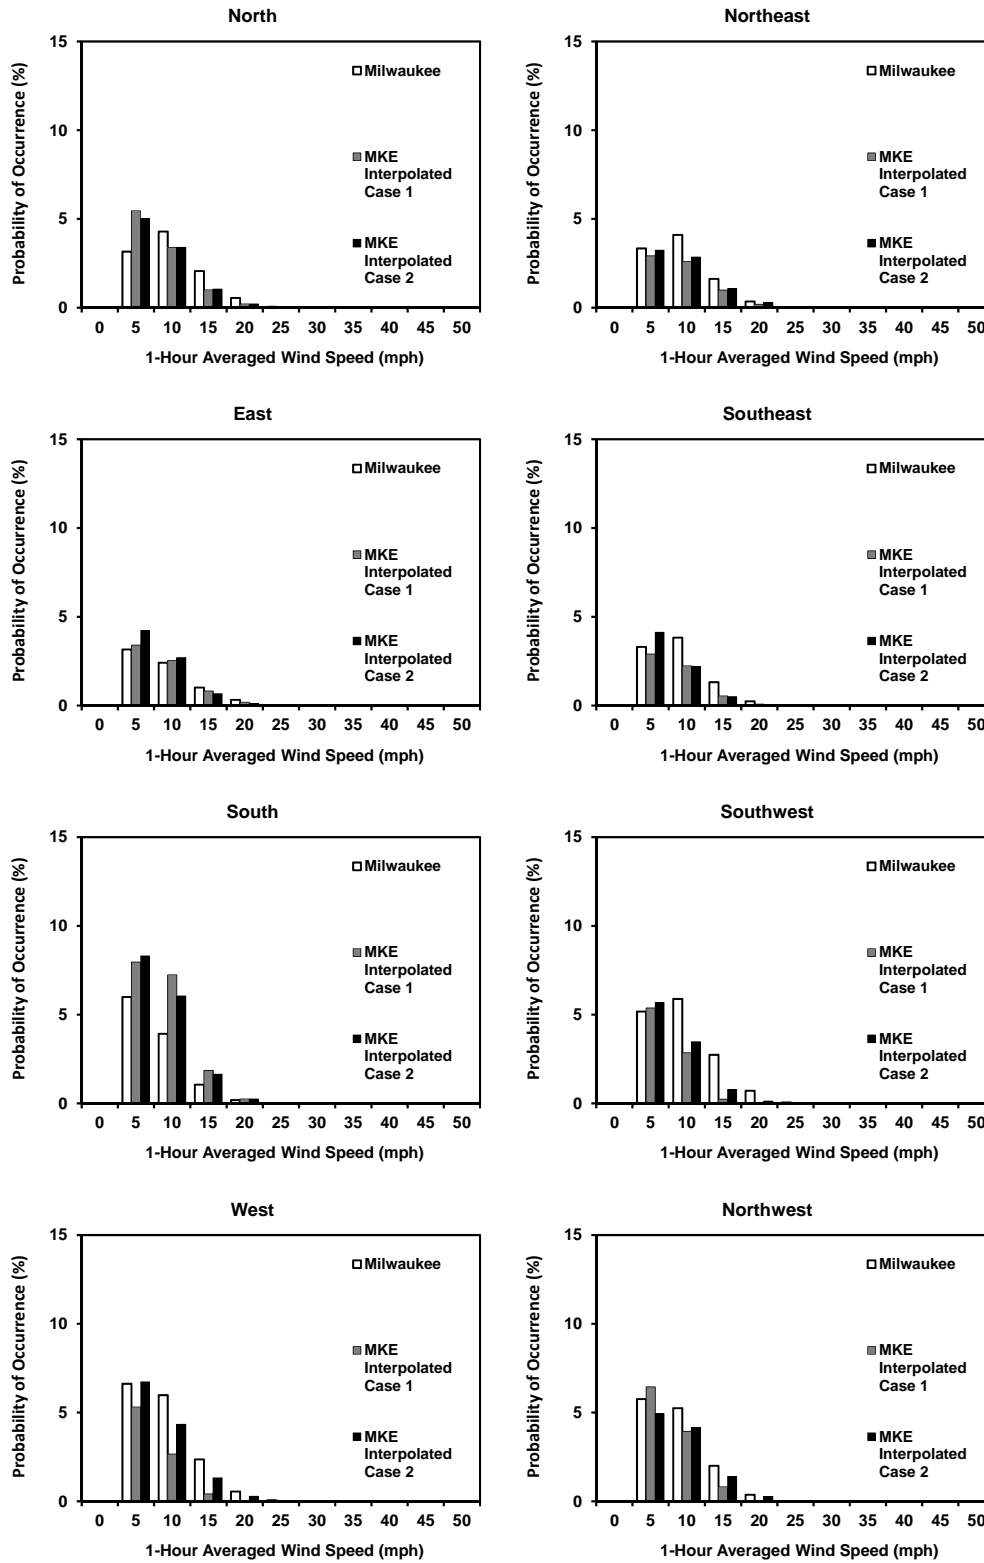 North
Probability of Occurrence (%)
15
10
5
0
Milwaukee
MKE
Interpolated
Case 1
MKE
Interpolated
Case 2
0 5 10 15 20 25 30 35 40 45 50
1-Hour Averaged Wind Speed (mph)
Northeast
Probability of Occurrence (%)
15
10
5
0
Milwaukee
MKE
Interpolated
Case 1
MKE
Interpolated
Case 2
0 5 10 15 20 25 30 35 40 45 50
1-Hour Averaged Wind Speed (mph)
East
Probability of Occurrence (%)
15
10
5
0
Milwaukee
MKE
Interpolated
Case 1
MKE
Interpolated
Case 2
0 5 10 15 20 25 30 35 40 45 50
1-Hour Averaged Wind Speed (mph)
Southeast
Probability of Occurrence (%)
15
10
5
0
Milwaukee
MKE
Interpolated
Case 1
MKE
Interpolated
Case 2
0 5 10 15 20 25 30 35 40 45 50
1-Hour Averaged Wind Speed (mph)
South
Probability of Occurrence (%)
15
10
5
0
Milwaukee
MKE
Interpolated
Case 1
MKE
Interpolated
Case 2
0 5 10 15 20 25 30 35 40 45 50
1-Hour Averaged Wind Speed (mph)
Southwest
Probability of Occurrence (%)
15
10
5
0
Milwaukee
MKE
Interpolated
Case 1
MKE
Interpolated
Case 2
0 5 10 15 20 25 30 35 40 45 50
1-Hour Averaged Wind Speed (mph)
West
Probability of Occurrence (%)
15
10
5
0
Milwaukee
MKE
Interpolated
Case 1
MKE
Interpolated
Case 2
0 5 10 15 20 25 30 35 40 45 50
1-Hour Averaged Wind Speed (mph)
Northwest
Probability of Occurrence (%)
15
10
5
0
Milwaukee
MKE
Interpolated
Case 1
MKE
Interpolated
Case 2
0 5 10 15 20 25 30 35 40 45 50
1-Hour Averaged Wind Speed (mph)